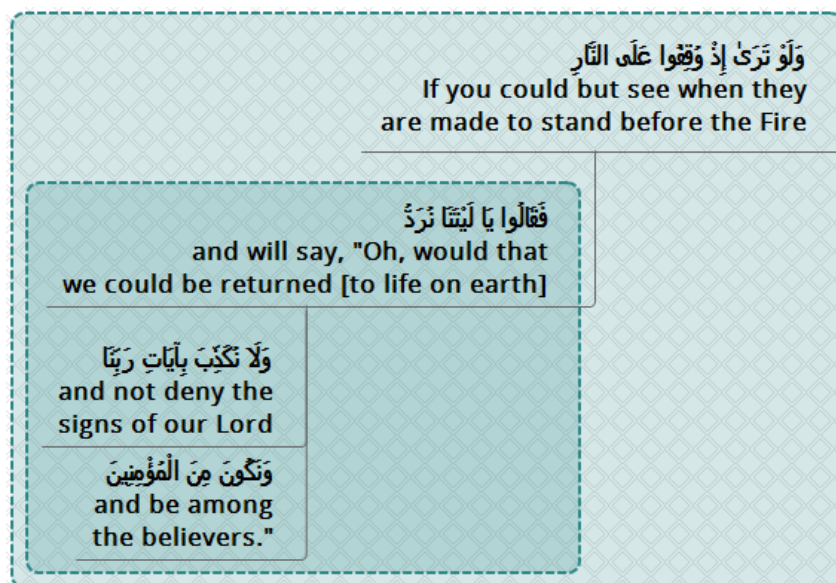 وَلَوْ تَرَىٰ إِذْ وُقِفُوا عَلَى النَّارِ
If you could but see when they
are made to stand before the Fire
فَقَالُوا يَا لَيْتَنَا نُرَدُّ
and will say, "Oh, would that
we could be returned [to life on earth]
وَلَا نُكَذِّبَ بِآيَاتِ رَبِّنَا
and not deny the
signs of our Lord
وَنَكُونَ مِنَ الْمُؤْمِنِينَ
and be among
the believers."